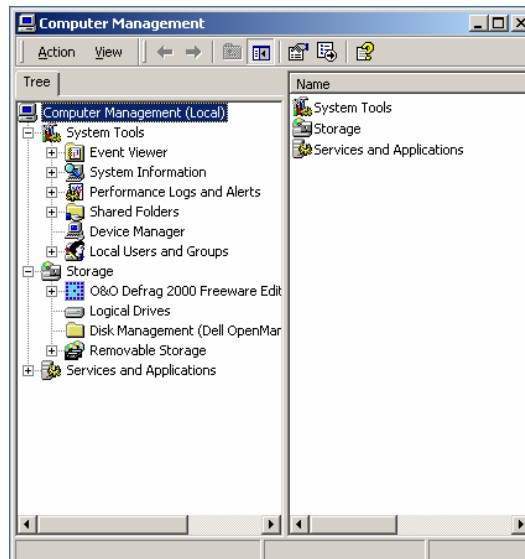 Computer Management
Action View
Tree
Name
Computer Management (Local)
System Tools
Event Viewer
System Information
Performance Logs and Alerts
Shared Folders
Device Manager
Local Users and Groups
Storage
O&O Defrag 2000 Freeware Edit
Logical Drives
Disk Management (Dell OpenMar
Removable Storage
Services and Applications
System Tools
Storage
Services and Applications